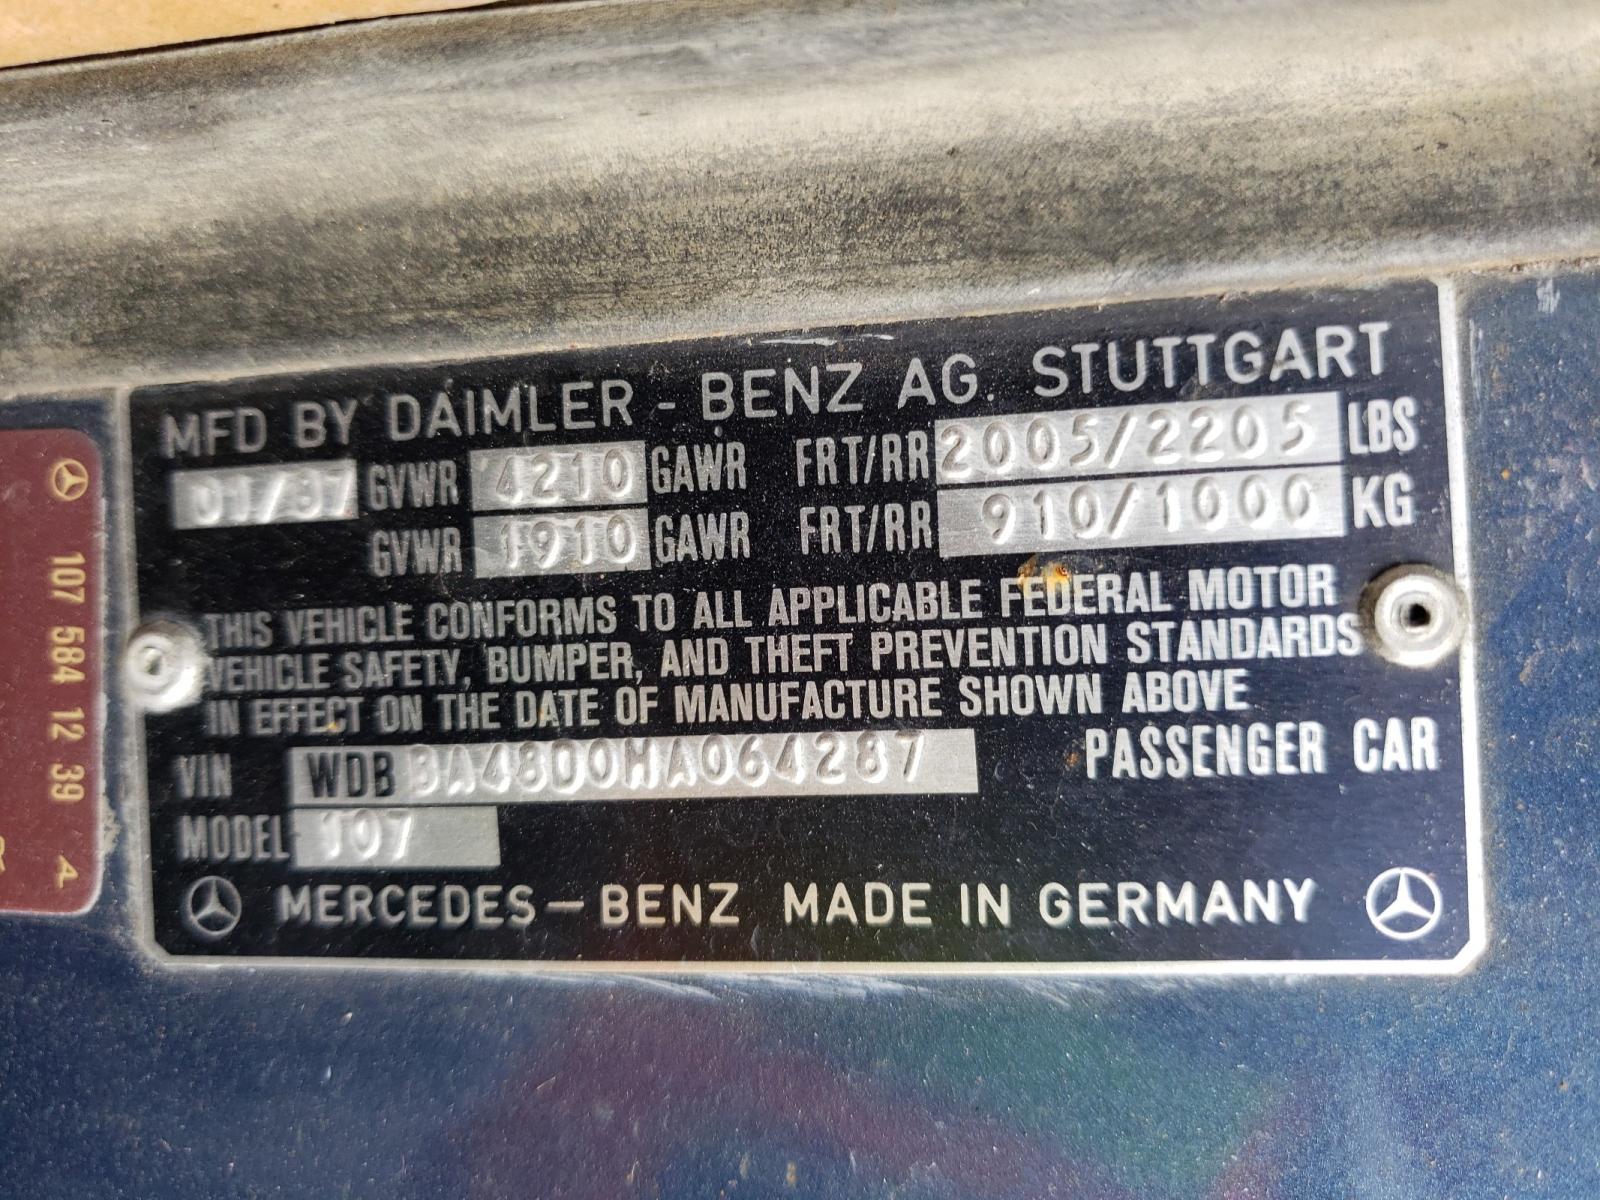 MFD BY DAIMLER - BENZ AG. STUTTGART
01/87 GVWR 4210 GAWR FRT/RR 2005/2205 LBS
GVWR 1910 GAWR FRT/RR 910/1000 KG
THIS VEHICLE CONFORMS TO ALL APPLICABLE FEDERAL MOTOR
VEHICLE SAFETY, BUMPER, AND THEFT PREVENTION STANDARDS
IN EFFECT ON THE DATE OF MANUFACTURE SHOWN ABOVE
VIN WDBBA48D0HA064287 PASSENGER CAR
MODEL 107
MERCEDES-BENZ MADE IN GERMANY
107 584 12 39 A